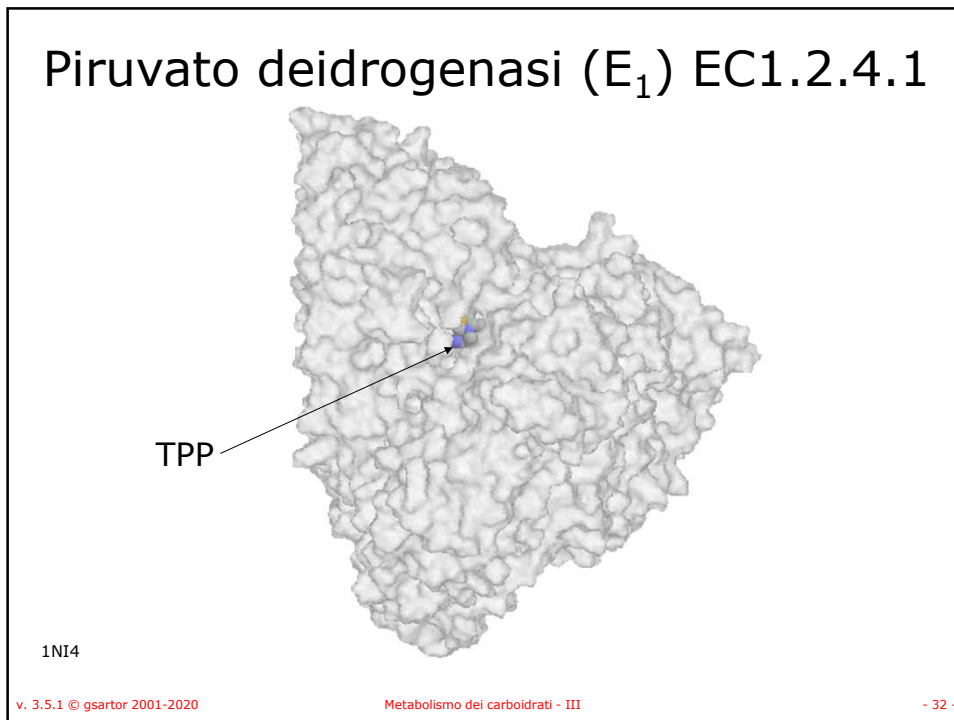 Piruvato deidrogenasi (E₁) EC1.2.4.1
TPP
1NI4
v. 3.5.1 © gsartor 2001-2020 Metabolismo dei carboidrati - III - 32 -